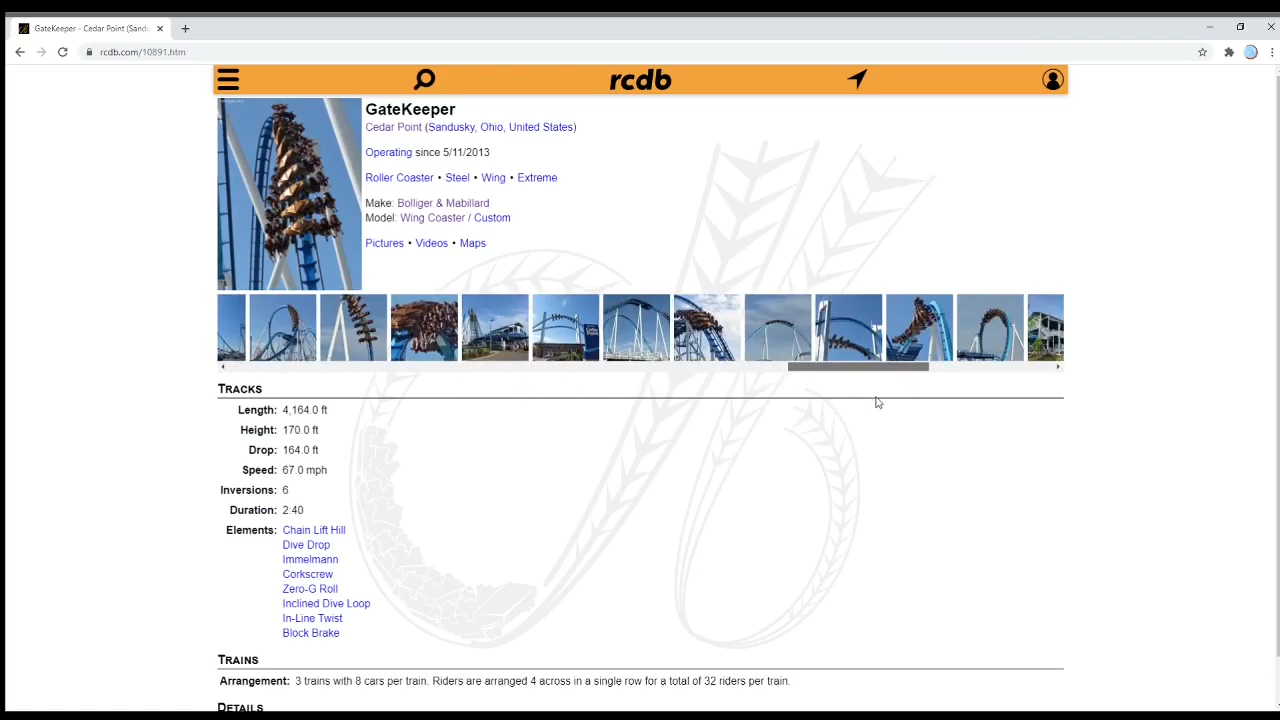 GateKeeper - Cedar Point (Sand
rcdb.com/10891.htm
rcdb
GateKeeper
Cedar Point (Sandusky, Ohio, United States)
Operating since 5/11/2013
Roller Coaster • Steel • Wing • Extreme
Make: Bolliger & Mabillard
Model: Wing Coaster / Custom
Pictures • Videos • Maps
Tracks
Length: 4,164.0 ft
Height: 170.0 ft
Drop: 164.0 ft
Speed: 67.0 mph
Inversions: 6
Duration: 2:40
Elements: Chain Lift Hill
Dive Drop
Immelmann
Corkscrew
Zero-G Roll
Inclined Dive Loop
In-Line Twist
Block Brake
Trains
Arrangement: 3 trains with 8 cars per train. Riders are arranged 4 across in a single row for a total of 32 riders per train.
Details